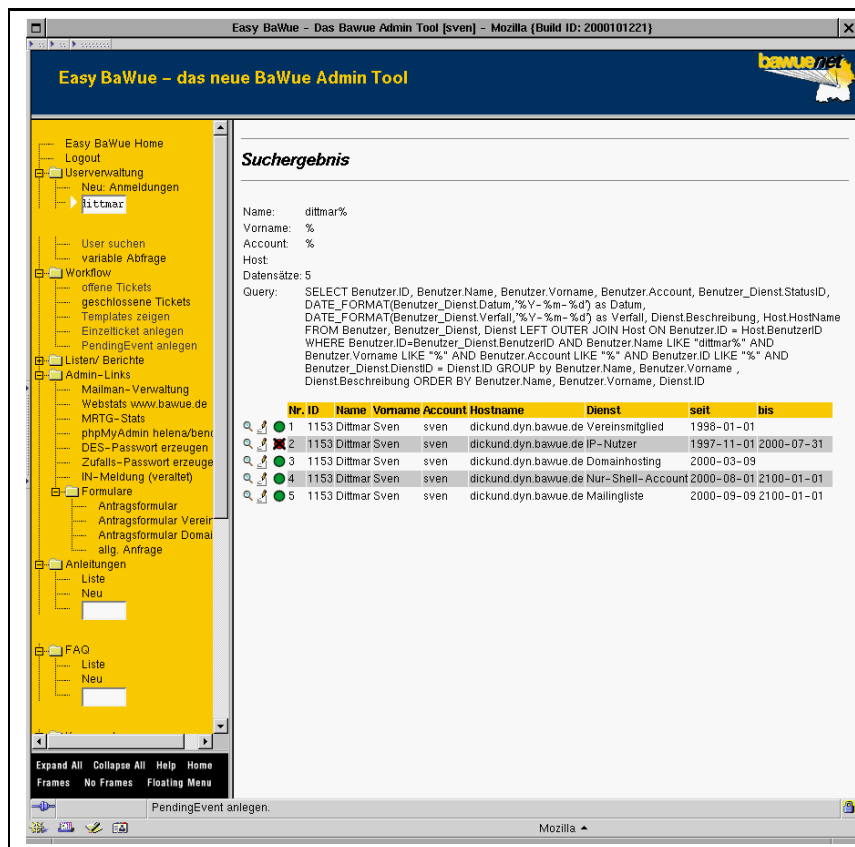 Easy BaWue - Das Bawue Admin Tool [sven] - Mozilla {Build ID: 2000101221}
Easy BaWue - das neue BaWue Admin Tool
bawuenet
Easy BaWue Home
Logout
Userverwaltung
Neu: Anmeldungen
dittmar
User suchen
variable Abfrage
Workflow
offene Tickets
geschlossene Tickets
Templates zeigen
Einzelticket anlegen
PendingEvent anlegen
Listen/ Berichte
Admin-Links
Mailman-Verwaltung
Webstats www.bawue.de
MRTG-Stats
phpMyAdmin helena/benc
DES-Passwort erzeugen
Zufalls-Passwort erzeuge
IN-Meldung (veraltet)
Formulare
Antragsformular
Antragsformular Verein
Antragsformular Domai
allg. Anfrage
Anleitungen
Liste
Neu
FAQ
Liste
Neu
Expand All Collapse All Help Home
Frames No Frames Floating Menu
Suchergebnis
Name: dittmar%
Vorname: %
Account: %
Host:
Datensätze: 5
Query: SELECT Benutzer.ID, Benutzer.Name, Benutzer.Vorname, Benutzer.Account, Benutzer_Dienst.StatusID,
DATE_FORMAT(Benutzer_Dienst.Datum,'%Y-%m-%d') as Datum,
DATE_FORMAT(Benutzer_Dienst.Verfall,'%Y-%m-%d') as Verfall, Dienst.Beschreibung, Host.HostName
FROM Benutzer, Benutzer_Dienst, Dienst LEFT OUTER JOIN Host ON Benutzer.ID = Host.BenutzerID
WHERE Benutzer.ID=Benutzer_Dienst.BenutzerID AND Benutzer.Name LIKE "dittmar%" AND
Benutzer.Vorname LIKE "%" AND Benutzer.Account LIKE "%" AND Benutzer.ID LIKE "%" AND
Benutzer_Dienst.DienstID = Dienst.ID GROUP by Benutzer.Name, Benutzer.Vorname ,
Dienst.Beschreibung ORDER BY Benutzer.Name, Benutzer.Vorname, Dienst.ID
Nr. ID Name Vorname Account Hostname Dienst seit bis
1 1153 Dittmar Sven sven dickund.dyn.bawue.de Vereinsmitglied 1998-01-01
2 1153 Dittmar Sven sven dickund.dyn.bawue.de IP-Nutzer 1997-11-01 2000-07-31
3 1153 Dittmar Sven sven dickund.dyn.bawue.de Domainhosting 2000-03-09
4 1153 Dittmar Sven sven dickund.dyn.bawue.de Nur-Shell-Account 2000-08-01 2100-01-01
5 1153 Dittmar Sven sven dickund.dyn.bawue.de Mailingliste 2000-09-09 2100-01-01
PendingEvent anlegen.
Mozilla